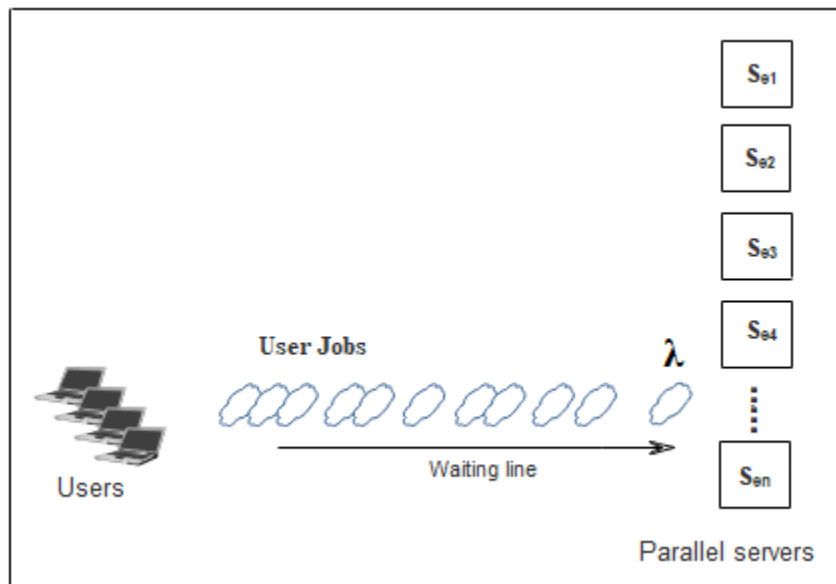 Se1
Se2
Se3
Se4
User Jobs
λ
Waiting line
Users
Sen
Parallel servers